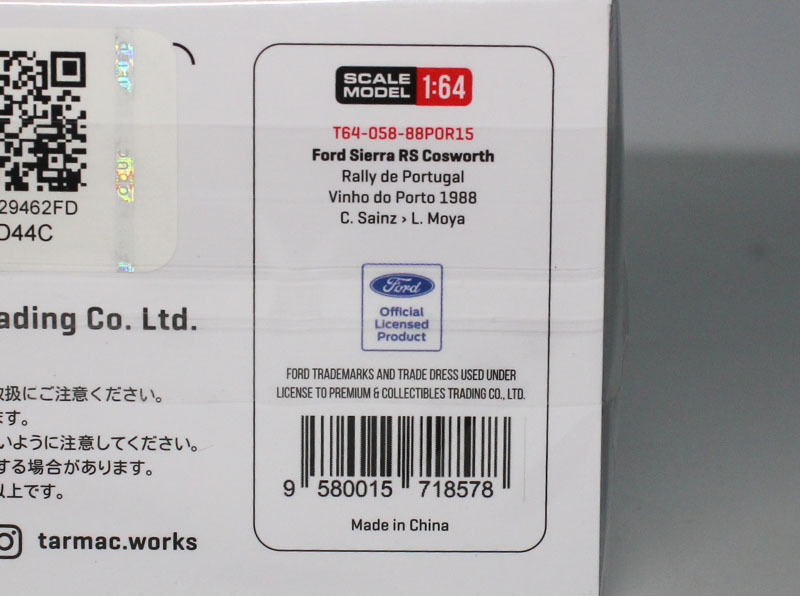 29462FD
D44C
ading Co. Ltd.
扱にご注意ください。
ます。
いように注意してください。
する場合があります。
以上です。
tarmac.works
SCALE
MODEL 1:64
T64-058-88POR15
Ford Sierra RS Cosworth
Rally de Portugal
Vinho do Porto 1988
C. Sainz › L. Moya
Ford
Official
Licensed
Product
FORD TRADEMARKS AND TRADE DRESS USED UNDER
LICENSE TO PREMIUM & COLLECTIBLES TRADING CO., LTD.
9 580015 718578
Made in China